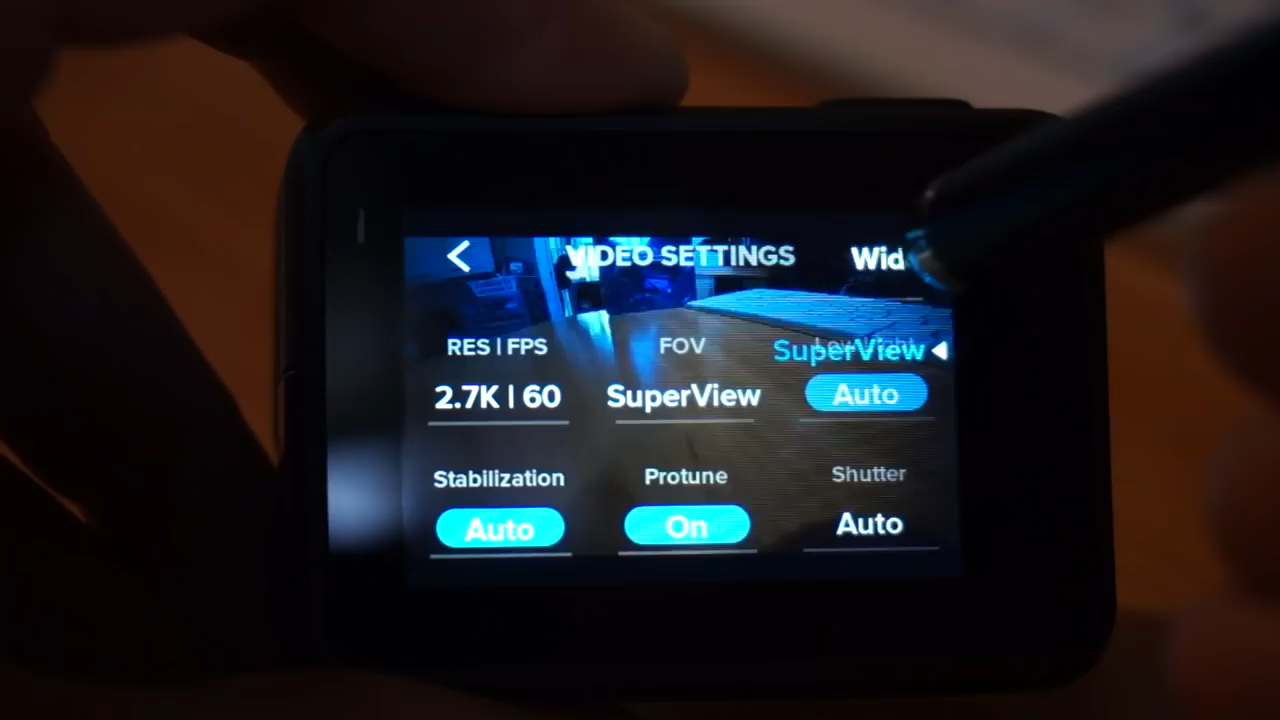 VIDEO SETTINGS
Wid
RES | FPS
FOV
SuperView
2.7K | 60
SuperView
Auto
Stabilization
Protune
Shutter
Auto
On
Auto